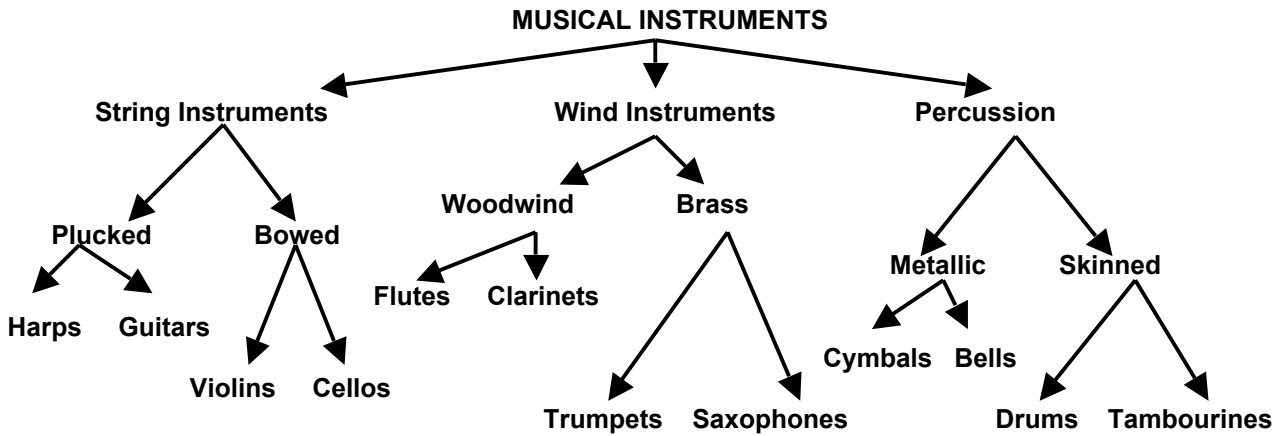 MUSICAL INSTRUMENTS
String Instruments
Wind Instruments
Percussion
Woodwind
Brass
Plucked
Bowed
Metallic
Skinned
Flutes
Clarinets
Harps
Guitars
Cymbals
Bells
Violins
Cellos
Trumpets
Saxophones
Drums
Tambourines